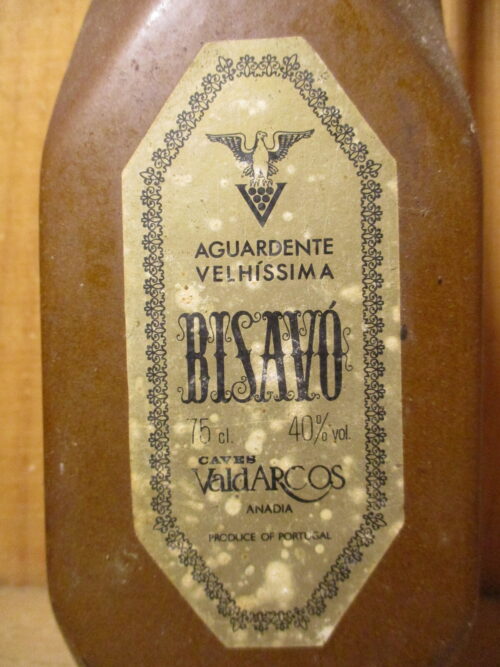 AGUARDENTE
VELHÍSSIMA
BISAVÓ
75 cl. 40% vol.
CAVES
ValdARCOS
ANADIA
PRODUCE OF PORTUGAL